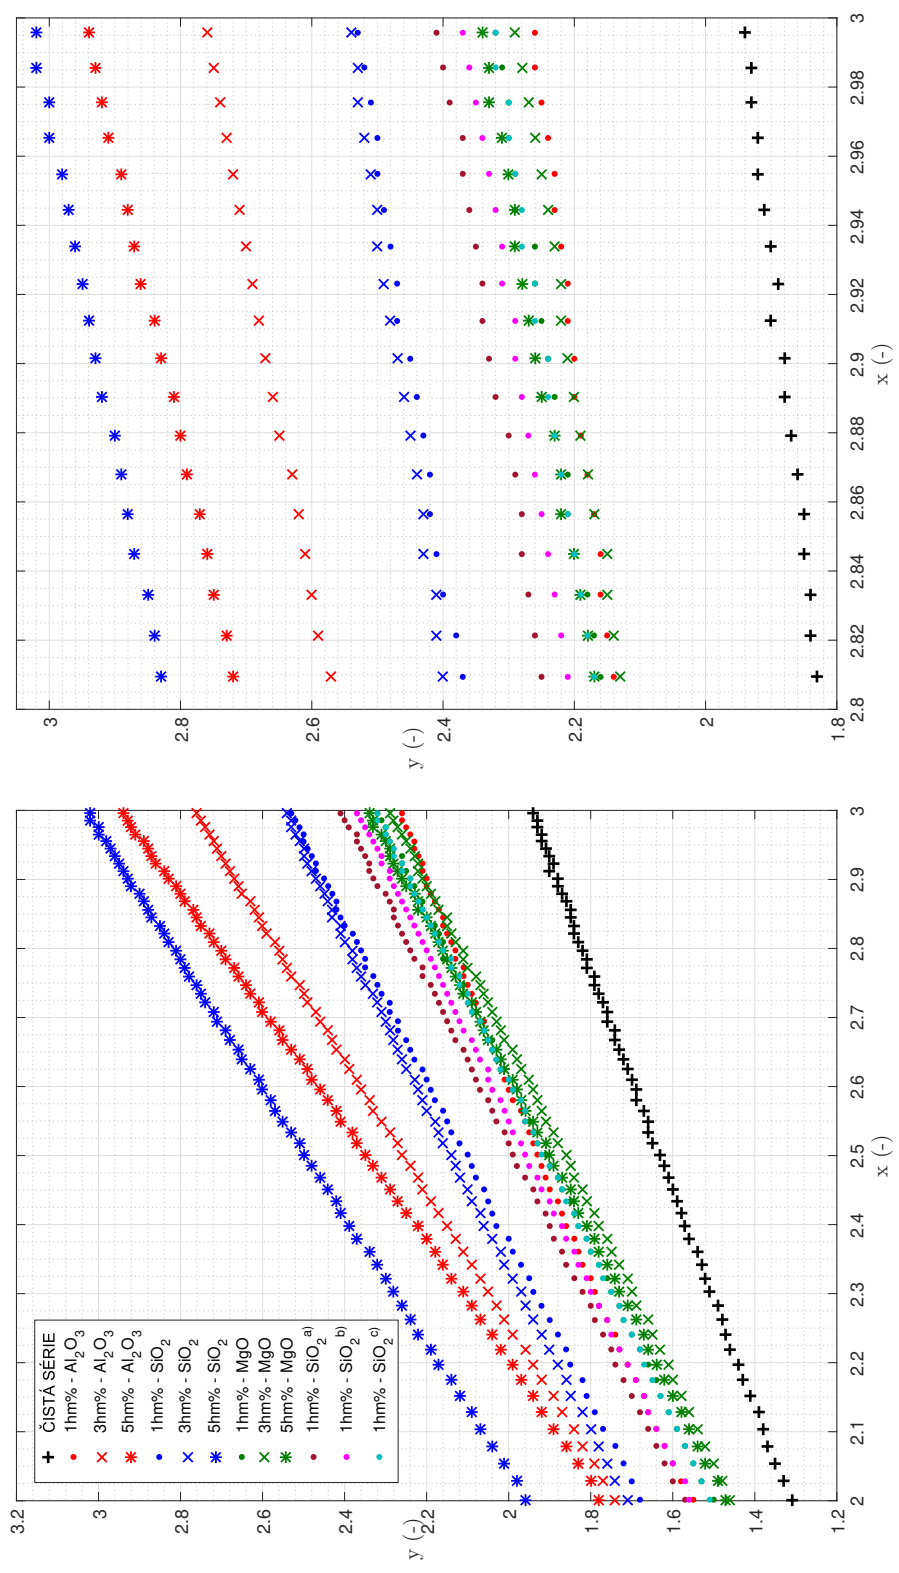 3.2
3
2.8
2.6
2.4
2.2
2
1.8
1.6
1.4
1.2
y (-)
ČISTÁ SÉRIE
1hm% - Al2O3
3hm% - Al2O3
5hm% - Al2O3
1hm% - SiO2
3hm% - SiO2
5hm% - SiO2
1hm% - MgO
3hm% - MgO
5hm% - MgO
1hm% - SiO2 a)
1hm% - SiO2 b)
1hm% - SiO2 c)
2 2.1 2.2 2.3 2.4 2.5 2.6 2.7 2.8 2.9 3
x (-)
3
2.8
2.6
2.4
2.2
2
1.8
y (-)
2.8 2.82 2.84 2.86 2.88 2.9 2.92 2.94 2.96 2.98 3
x (-)